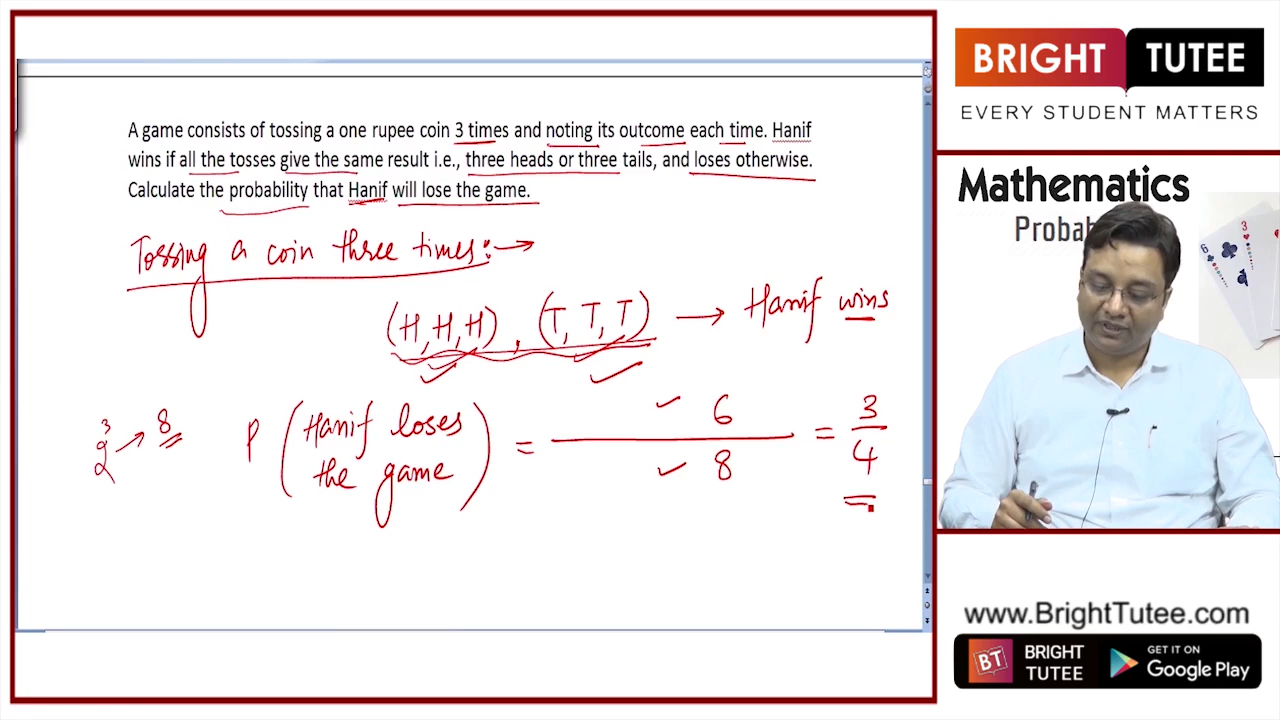 A game consists of tossing a one rupee coin 3 times and noting its outcome each time. Hanif
wins if all the tosses give the same result i.e., three heads or three tails, and loses otherwise.
Calculate the probability that Hanif will lose the game.
Tossing a coin three times:→
(H, H, H), (T, T, T) → Hanif wins
2³ → 8
P (Hanif loses the game) = 6/8 = 3/4
BRIGHT TUTEE
EVERY STUDENT MATTERS
Mathematics
6
3
www.BrightTutee.com
BT
BRIGHT
TUTEE
GET IT ON
Google Play